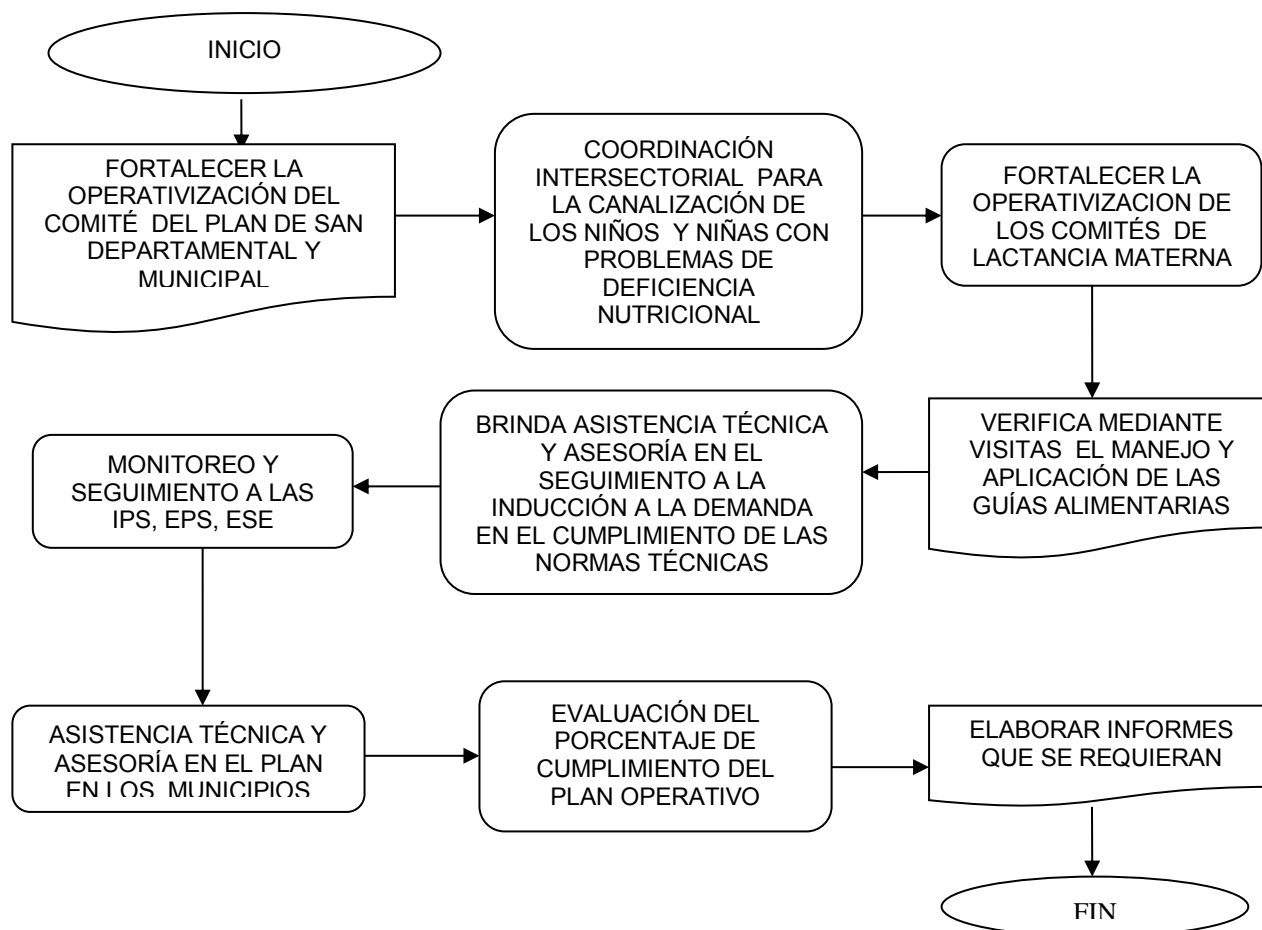 INICIO
FORTALECER LA
OPERATIVIZACIÓN DEL
COMITÉ DEL PLAN DE SAN
DEPARTAMENTAL Y
MUNICIPAL
COORDINACIÓN
INTERSECTORIAL PARA
LA CANALIZACIÓN DE
LOS NIÑOS Y NIÑAS CON
PROBLEMAS DE
DEFICIENCIA
NUTRICIONAL
FORTALECER LA
OPERATIVIZACION DE
LOS COMITÉS DE
LACTANCIA MATERNA
VERIFICA MEDIANTE
VISITAS EL MANEJO Y
APLICACIÓN DE LAS
GUÍAS ALIMENTARIAS
BRINDA ASISTENCIA TÉCNICA
Y ASESORÍA EN EL
SEGUIMIENTO A LA
INDUCCIÓN A LA DEMANDA
EN EL CUMPLIMIENTO DE LAS
NORMAS TÉCNICAS
MONITOREO Y
SEGUIMIENTO A LAS
IPS, EPS, ESE
ASISTENCIA TÉCNICA Y
ASESORÍA EN EL PLAN
EN LOS MUNICIPIOS
EVALUACIÓN DEL
PORCENTAJE DE
CUMPLIMIENTO DEL
PLAN OPERATIVO
ELABORAR INFORMES
QUE SE REQUIERAN
FIN